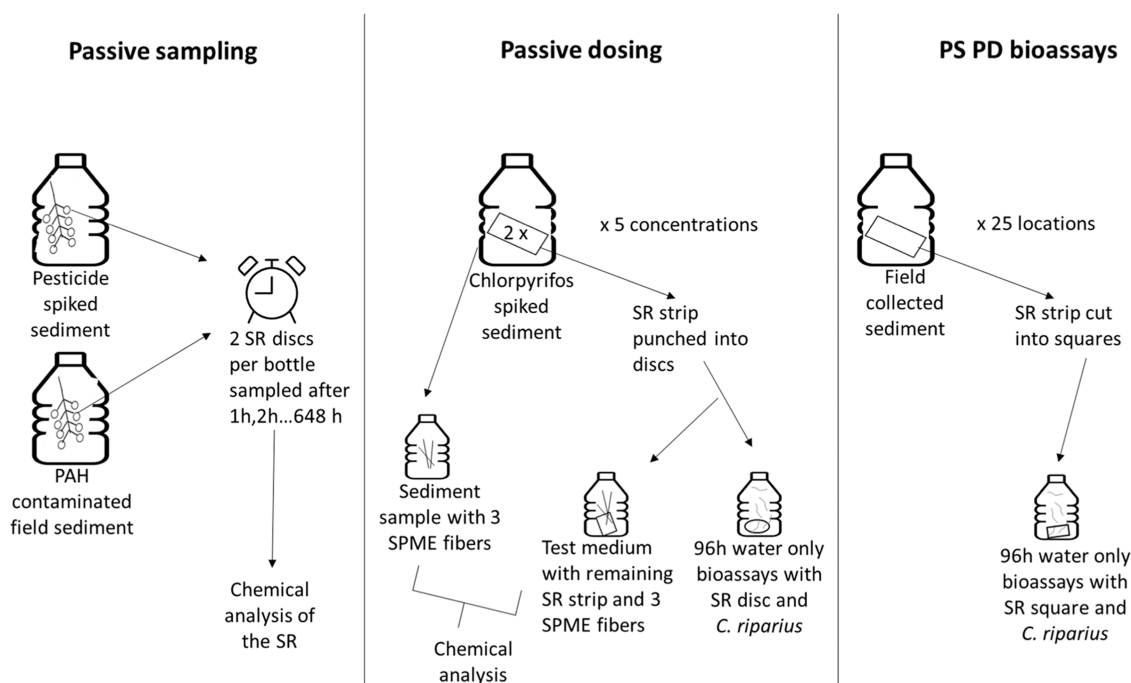 Passive sampling
Pesticide
spiked
sediment
PAH
contaminated
field sediment
2 SR discs
per bottle
sampled after
1h,2h...648 h
Chemical
analysis of
the SR
Passive dosing
2 x
x 5 concentrations
Chlorpyrifos
spiked
sediment
SR strip
punched into
discs
Sediment
sample with 3
SPME fibers
Test medium
with remaining
SR strip and 3
SPME fibers
96h water only
bioassays with
SR disc and
C. riparius
Chemical
analysis
PS PD bioassays
x 25 locations
Field
collected
sediment
SR strip cut
into squares
96h water only
bioassays with
SR square and
C. riparius